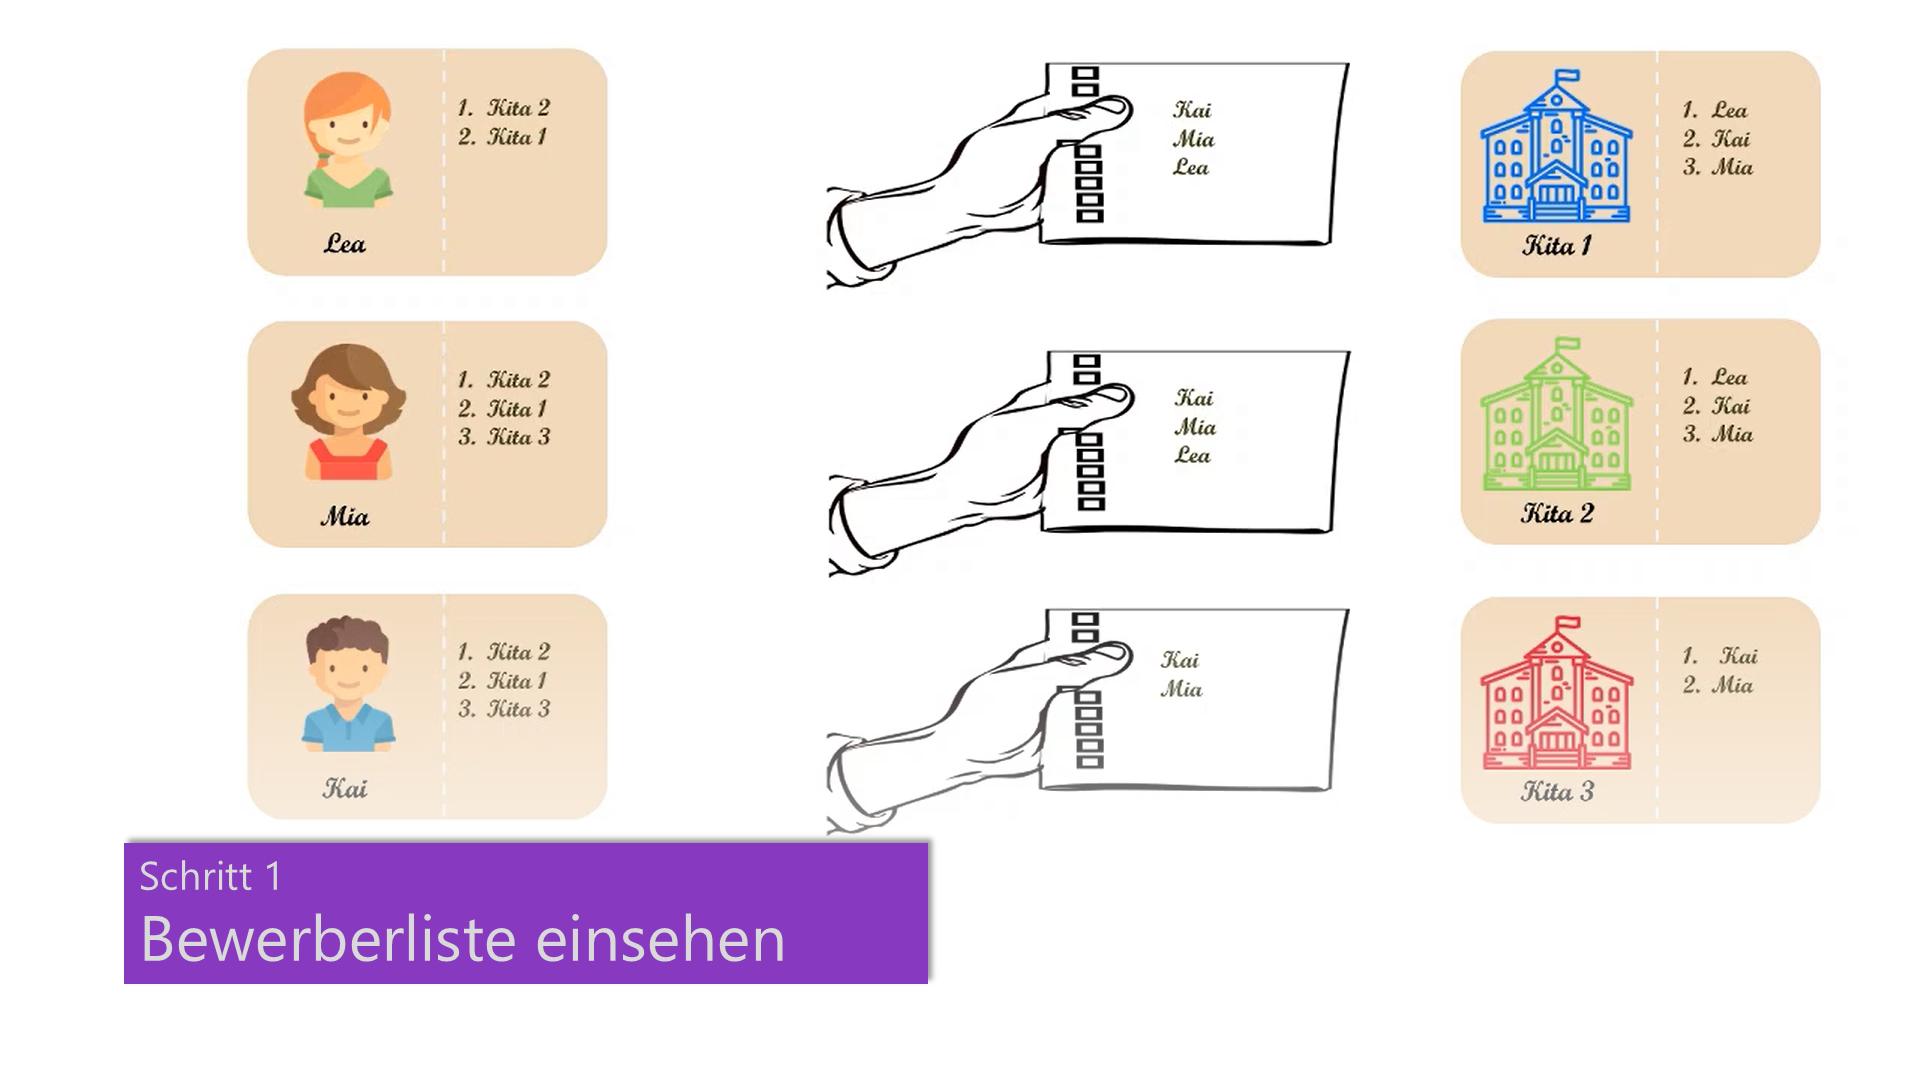 1. Kita 2
2. Kita 1
Lea
Kai
Mia
Lea
1. Lea
2. Kai
3. Mia
Kita 1
1. Kita 2
2. Kita 1
3. Kita 3
Mia
Kai
Mia
Lea
1. Lea
2. Kai
3. Mia
Kita 2
1. Kita 2
2. Kita 1
3. Kita 3
Kai
Kai
Mia
1. Kai
2. Mia
Kita 3
Schritt 1
Bewerberliste einsehen